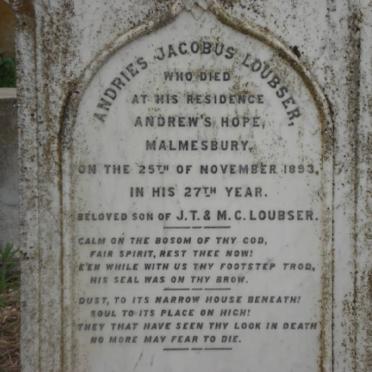 ANDRIES JACOBUS LOUBSER,
WHO DIED
AT HIS RESIDENCE
ANDREW'S HOPE,
MALMESBURY,
ON THE 25TH OF NOVEMBER 1893,
IN HIS 27TH YEAR.
BELOVED SON OF J.T. & M.C. LOUBSER.
CALM ON THE BOSOM OF THY GOD,
FAIR SPIRIT, REST THEE NOW!
E'EN WHILE WITH US THY FOOTSTEP TROD,
HIS SEAL WAS ON THY BROW.
DUST, TO ITS NARROW HOUSE BENEATH!
SOUL TO ITS PLACE ON HIGH!
THEY THAT HAVE SEEN THY LOOK IN DEATH
NO MORE MAY FEAR TO DIE.